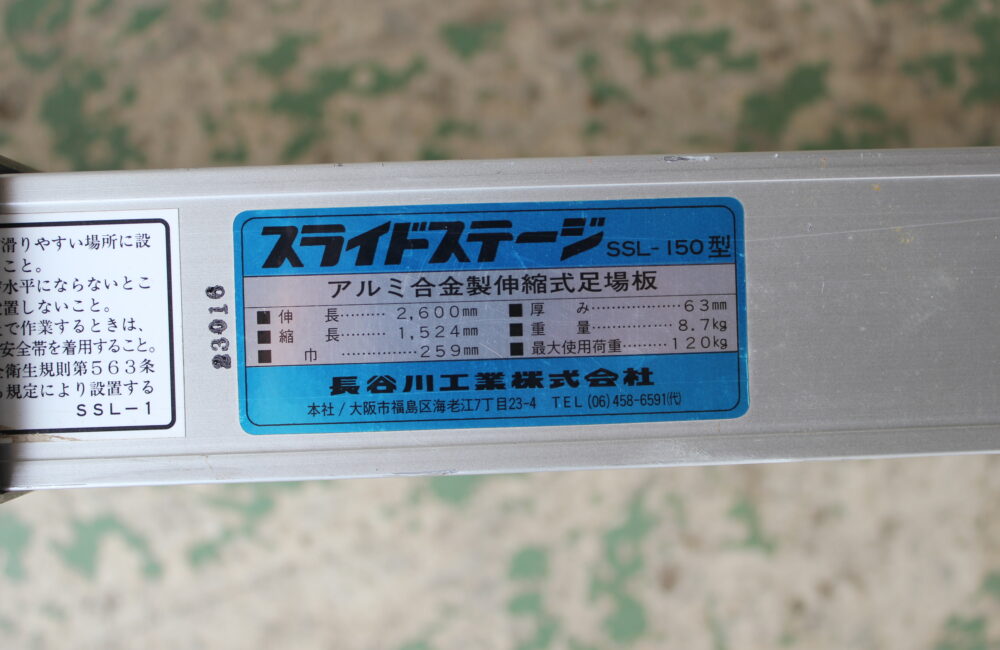 滑りやすい場所に設
こと。
水平にならないとこ
置しないこと。
で作業するときは、
安全帯を着用すること。
衛生規則第563条
規定により設置する
SSL-1
23016
スライドステージ SSL-150型
アルミ合金製伸縮式足場板
■ 伸長……… 2,600mm ■ 厚み………………63mm
■ 縮長……… 1,524mm ■ 重量……………8.7kg
■ 巾 ……………259mm ■ 最大使用荷重………120kg
長谷川工業株式会社
本社/大阪市福島区海老江7丁目23-4 TEL(06)458-6591(代)